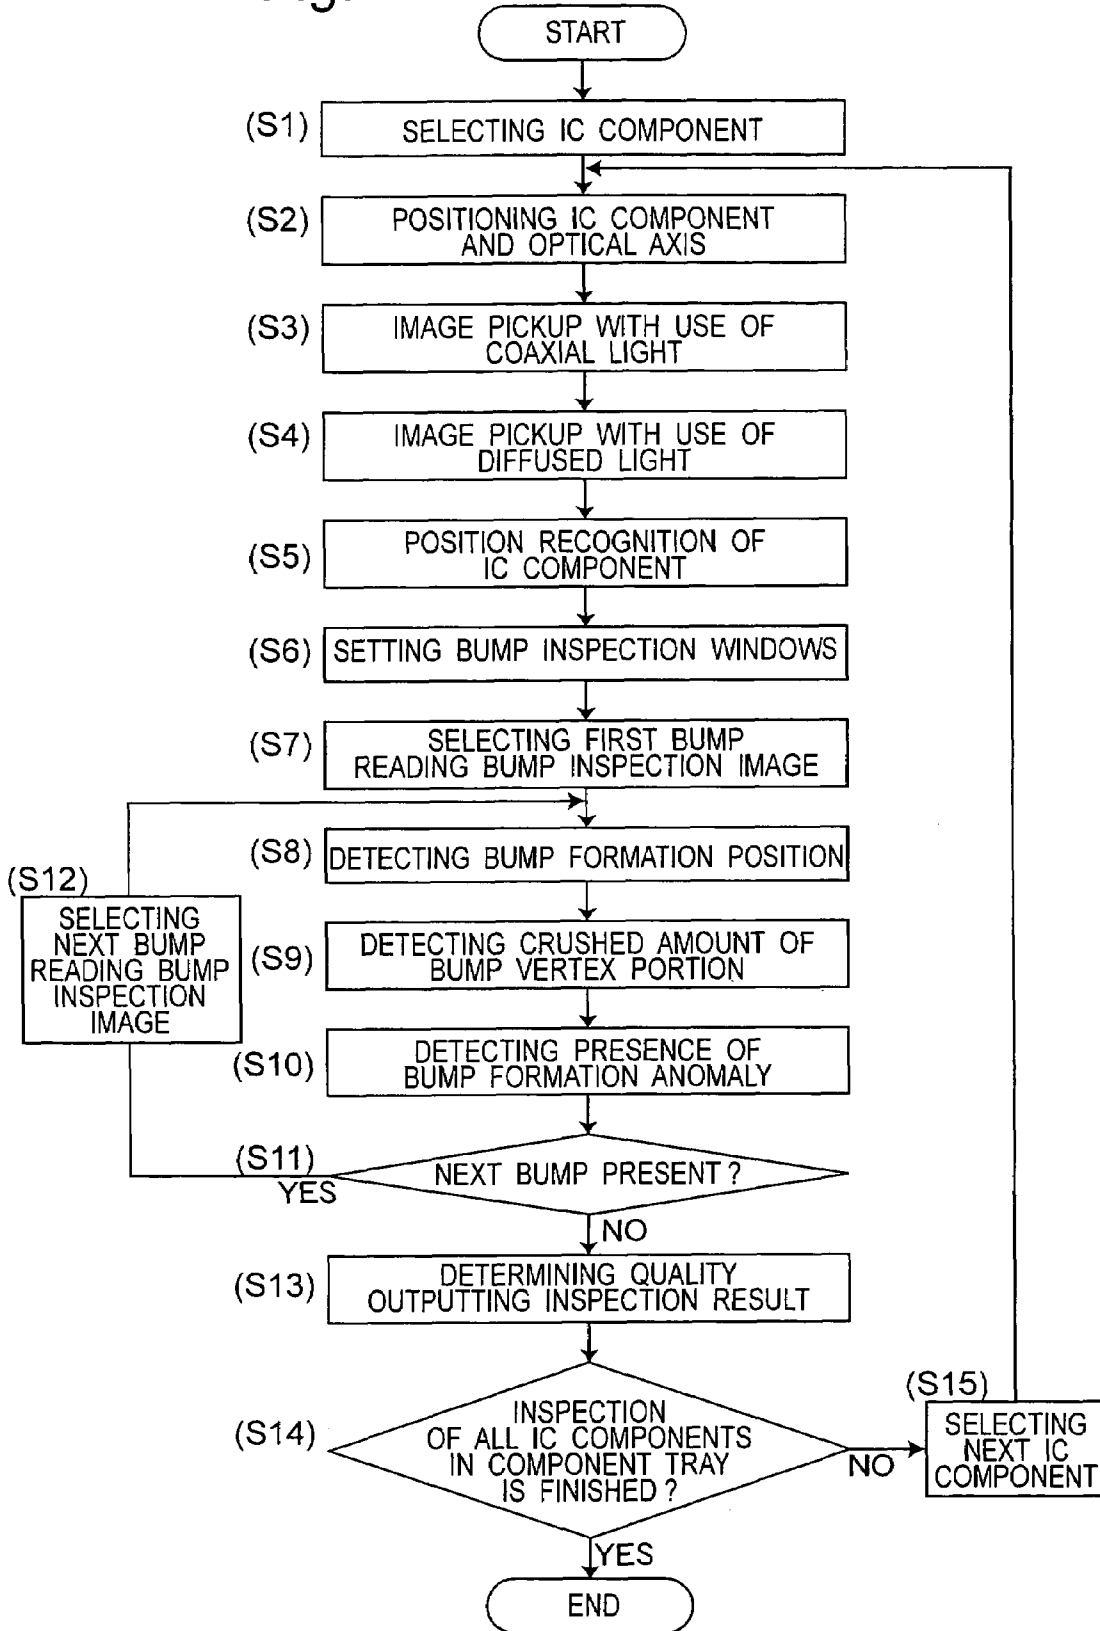 START
(S1)
SELECTING IC COMPONENT
(S2)
POSITIONING IC COMPONENT
AND OPTICAL AXIS
(S3)
IMAGE PICKUP WITH USE OF
COAXIAL LIGHT
(S4)
IMAGE PICKUP WITH USE OF
DIFFUSED LIGHT
(S5)
POSITION RECOGNITION OF
IC COMPONENT
(S6)
SETTING BUMP INSPECTION WINDOWS
(S7)
SELECTING FIRST BUMP
READING BUMP INSPECTION IMAGE
(S8)
DETECTING BUMP FORMATION POSITION
(S12)
SELECTING
NEXT BUMP
READING BUMP
INSPECTION
IMAGE
(S9)
DETECTING CRUSHED AMOUNT OF
BUMP VERTEX PORTION
(S10)
DETECTING PRESENCE OF
BUMP FORMATION ANOMALY
(S11)
NEXT BUMP PRESENT?
YES
NO
(S13)
DETERMINING QUALITY
OUTPUTTING INSPECTION RESULT
(S14)
INSPECTION
OF ALL IC COMPONENTS
IN COMPONENT TRAY
IS FINISHED?
NO
(S15)
SELECTING
NEXT IC
COMPONENT
YES
END